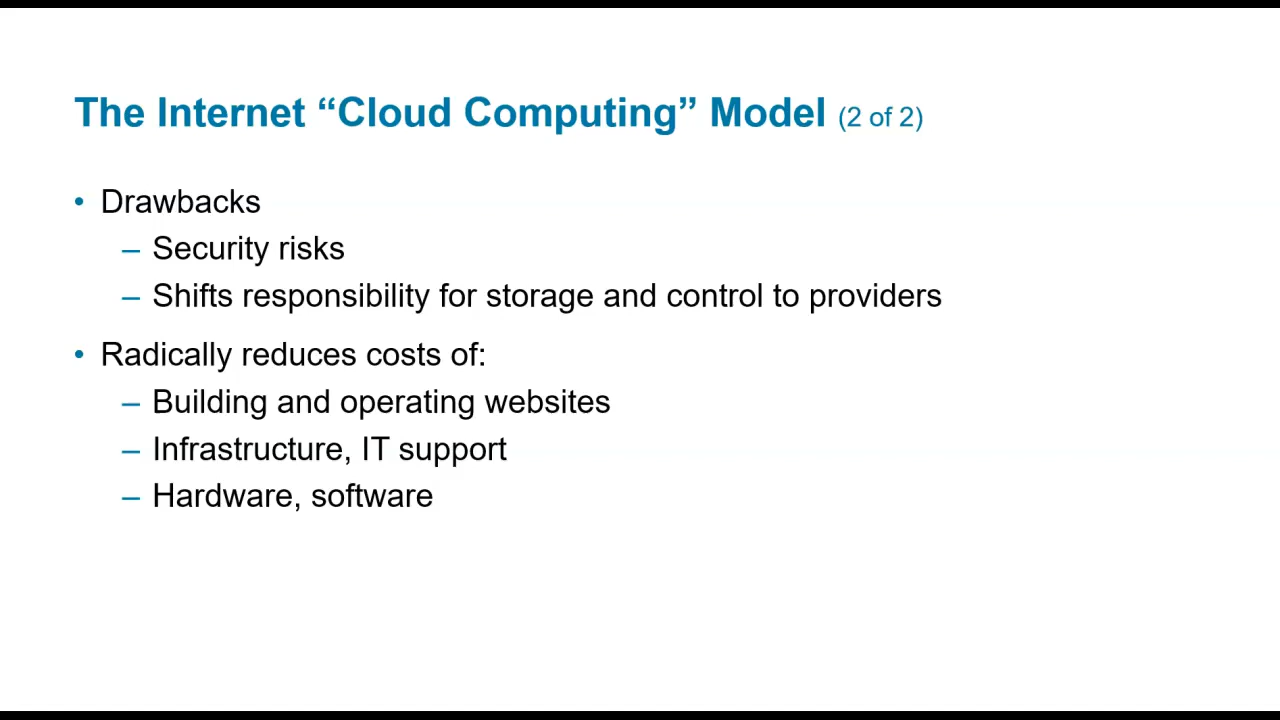 The Internet “Cloud Computing” Model (2 of 2)
• Drawbacks
– Security risks
– Shifts responsibility for storage and control to providers
• Radically reduces costs of:
– Building and operating websites
– Infrastructure, IT support
– Hardware, software